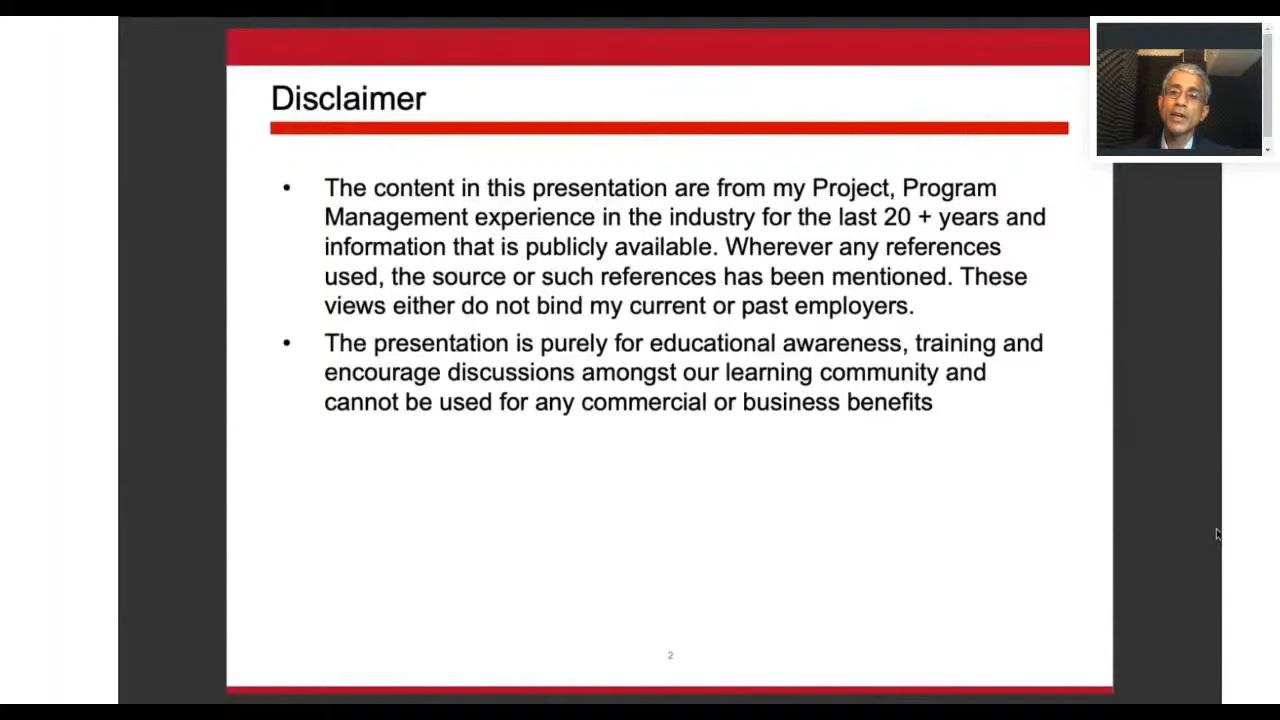 Disclaimer
• The content in this presentation are from my Project, Program
Management experience in the industry for the last 20 + years and
information that is publicly available. Wherever any references
used, the source or such references has been mentioned. These
views either do not bind my current or past employers.
• The presentation is purely for educational awareness, training and
encourage discussions amongst our learning community and
cannot be used for any commercial or business benefits
2